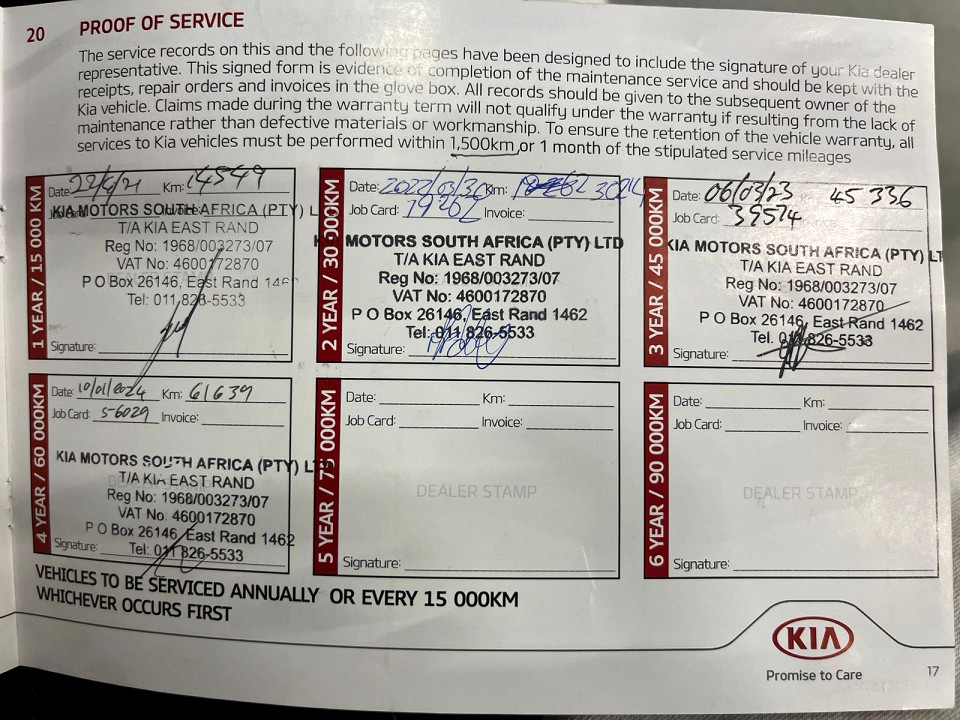 20 PROOF OF SERVICE
The service records on this and the following pages have been designed to include the signature of your Kia dealer
representative. This signed form is evidence of completion of the maintenance service and should be kept with the
receipts, repair orders and invoices in the glove box. All records should be given to the subsequent owner of the
Kia vehicle. Claims made during the warranty term will not qualify under the warranty if resulting from the lack of
maintenance rather than defective materials or workmanship. To ensure the retention of the vehicle warranty, all
services to Kia vehicles must be performed within 1,500km or 1 month of the stipulated service mileages
1 YEAR / 15 000 KM
Date: 22/4/21 Km: 14549
KIA MOTORS SOUTH AFRICA (PTY) L
T/A KIA EAST RAND
Reg No: 1968/003273/07
VAT No: 4600172870
P O Box 26146, East Rand 146
Tel: 011 826-5533
Signature:
2 YEAR / 30 000KM
Date: 2022/03/30 Km: 30214
Job Card: 19262 Invoice:
MOTORS SOUTH AFRICA (PTY) LTD
T/A KIA EAST RAND
Reg No: 1968/003273/07
VAT No: 4600172870
P O Box 26146, East Rand 1462
Tel: 011 826-5533
Signature:
3 YEAR / 45 000KM
Date: 06/03/23 45 336
Job Card: 39574
KIA MOTORS SOUTH AFRICA (PTY) LT
T/A KIA EAST RAND
Reg No: 1968/003273/07
VAT No: 4600172870
P O Box 26146, East Rand 1462
Tel. 011 826-5533
Signature:
4 YEAR / 60 000KM
Date: 10/01/2024 Km: 61639
Job Card: 56029 Invoice:
KIA MOTORS SOUTH AFRICA (PTY) LTD
T/A KIA EAST RAND
Reg No: 1968/003273/07
VAT No: 4600172870
P O Box 26146, East Rand 1462
Tel: 011 826-5533
Signature:
5 YEAR / 75 000KM
Date: Km:
Job Card: Invoice:
DEALER STAMP
Signature:
6 YEAR / 90 000KM
Date: Km:
Job Card: Invoice:
DEALER STAMP
Signature:
VEHICLES TO BE SERVICED ANNUALLY OR EVERY 15 000KM
WHICHEVER OCCURS FIRST
KIA
Promise to Care
17